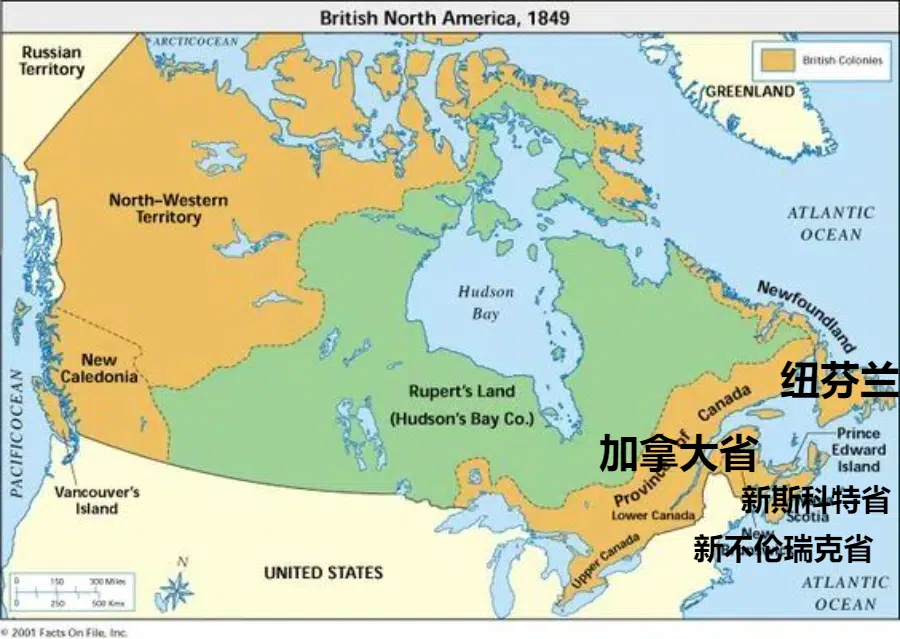 British North America, 1849
Russian
Territory
ARCTIC OCEAN
British Colonies
GREENLAND
North-Western
Territory
ATLANTIC
OCEAN
Hudson
Bay
Newfoundland
纽芬兰
New
Caledonia
PACIFIC OCEAN
Rupert's Land
(Hudson's Bay Co.)
Province of Canada
加拿大省
Prince
Edward
Island
Vancouver's
Island
新斯科特省
Scotia
Lower Canada
New
新不伦瑞克省
Upper Canada
UNITED STATES
ATLANTIC
OCEAN
N
0 150 300 Miles
0 250 500 Kms
© 2001 Facts On File, Inc.